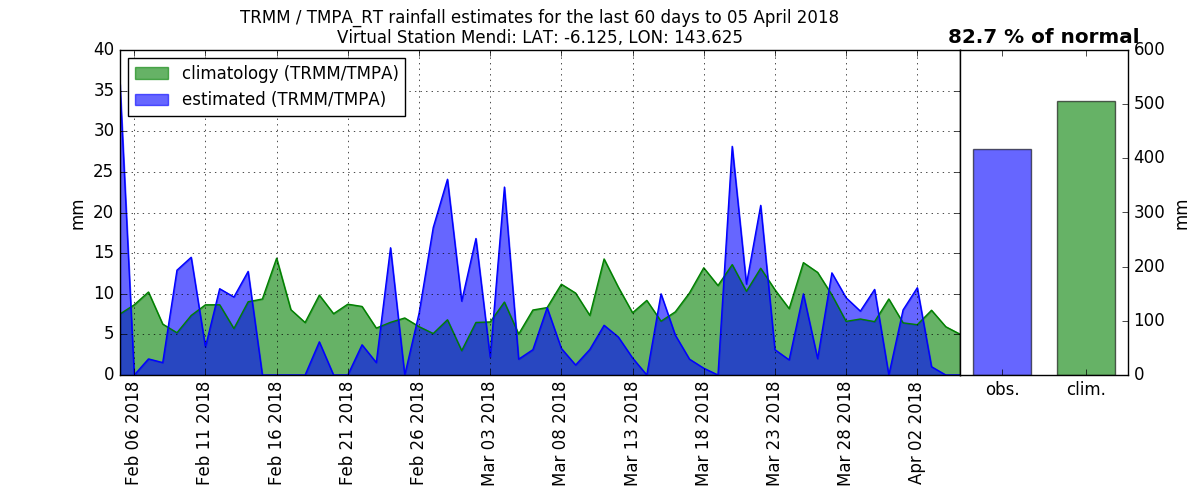 TRMM / TMPA_RT rainfall estimates for the last 60 days to 05 April 2018
Virtual Station Mendi: LAT: -6.125, LON: 143.625
82.7 % of normal
climatology (TRMM/TMPA)
estimated (TRMM/TMPA)
mm
40
35
30
25
20
15
10
5
0
Feb 06 2018
Feb 11 2018
Feb 16 2018
Feb 21 2018
Feb 26 2018
Mar 03 2018
Mar 08 2018
Mar 13 2018
Mar 18 2018
Mar 23 2018
Mar 28 2018
Apr 02 2018
obs.
clim.
600
500
400
300
200
100
0
mm